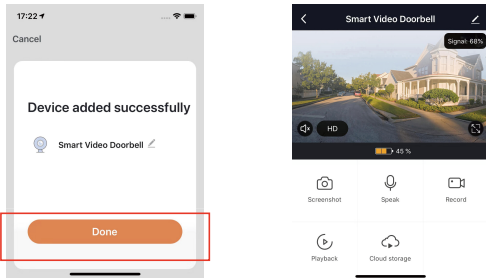 17:22
Cancel
Device added successfully
Smart Video Doorbell
Done
Smart Video Doorbell
Signal: 68%
HD
45 %
Screenshot
Speak
Record
Playback
Cloud storage